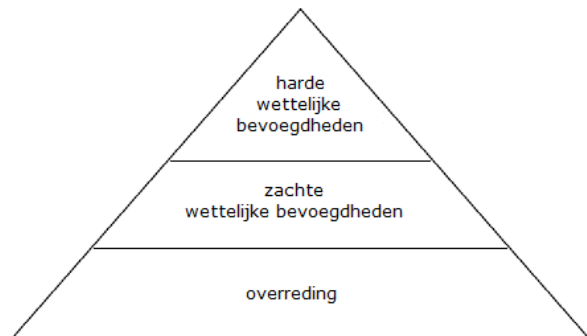 harde
wettelijke
bevoegdheden
zachte
wettelijke bevoegdheden
overreding